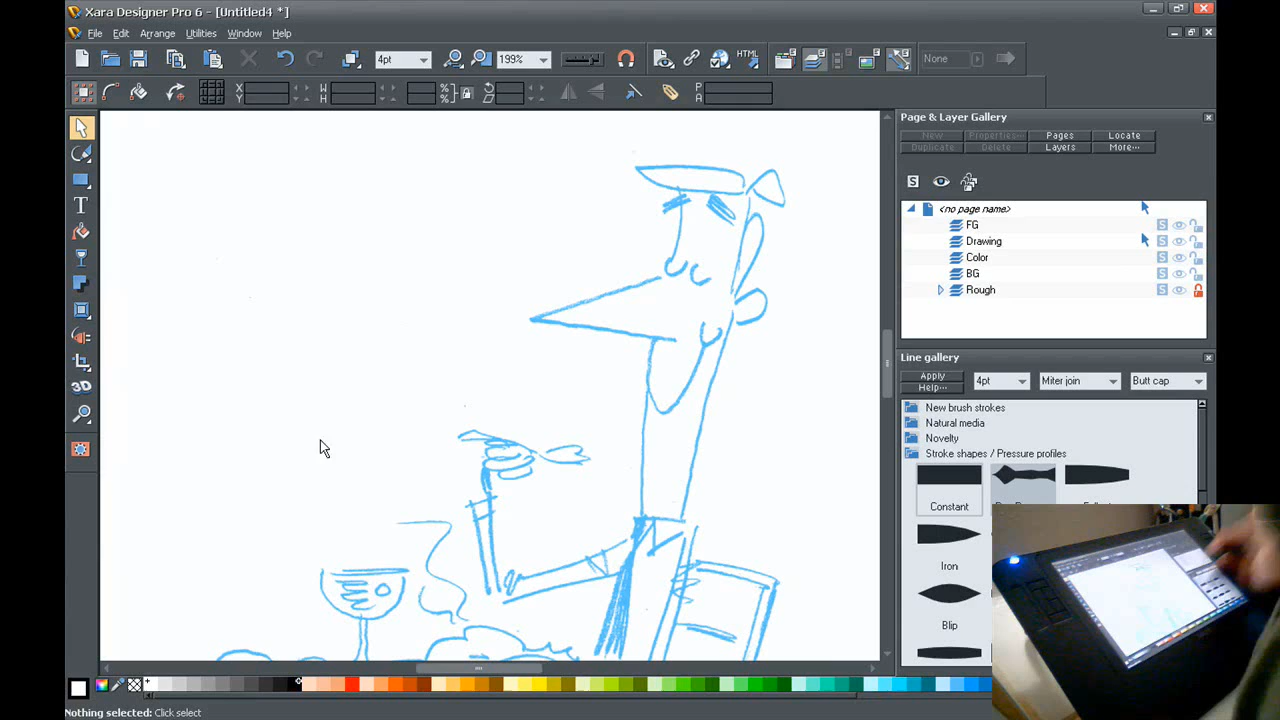 Xara Designer Pro 6 - [Untitled4 *]
File Edit Arrange Utilities Window Help
4pt 199% HTML None
X Y W H % P A
Page & Layer Gallery
New Properties... Pages Locate
Duplicate Delete Layers More...
S
<no page name>
FG S
Drawing S
Color S
BG S
Rough S
T
3D
Line gallery
Apply 4pt Miter join Butt cap
Help...
New brush strokes
Natural media
Novelty
Stroke shapes / Pressure profiles
Constant
Iron
Blip
Nothing selected: Click select